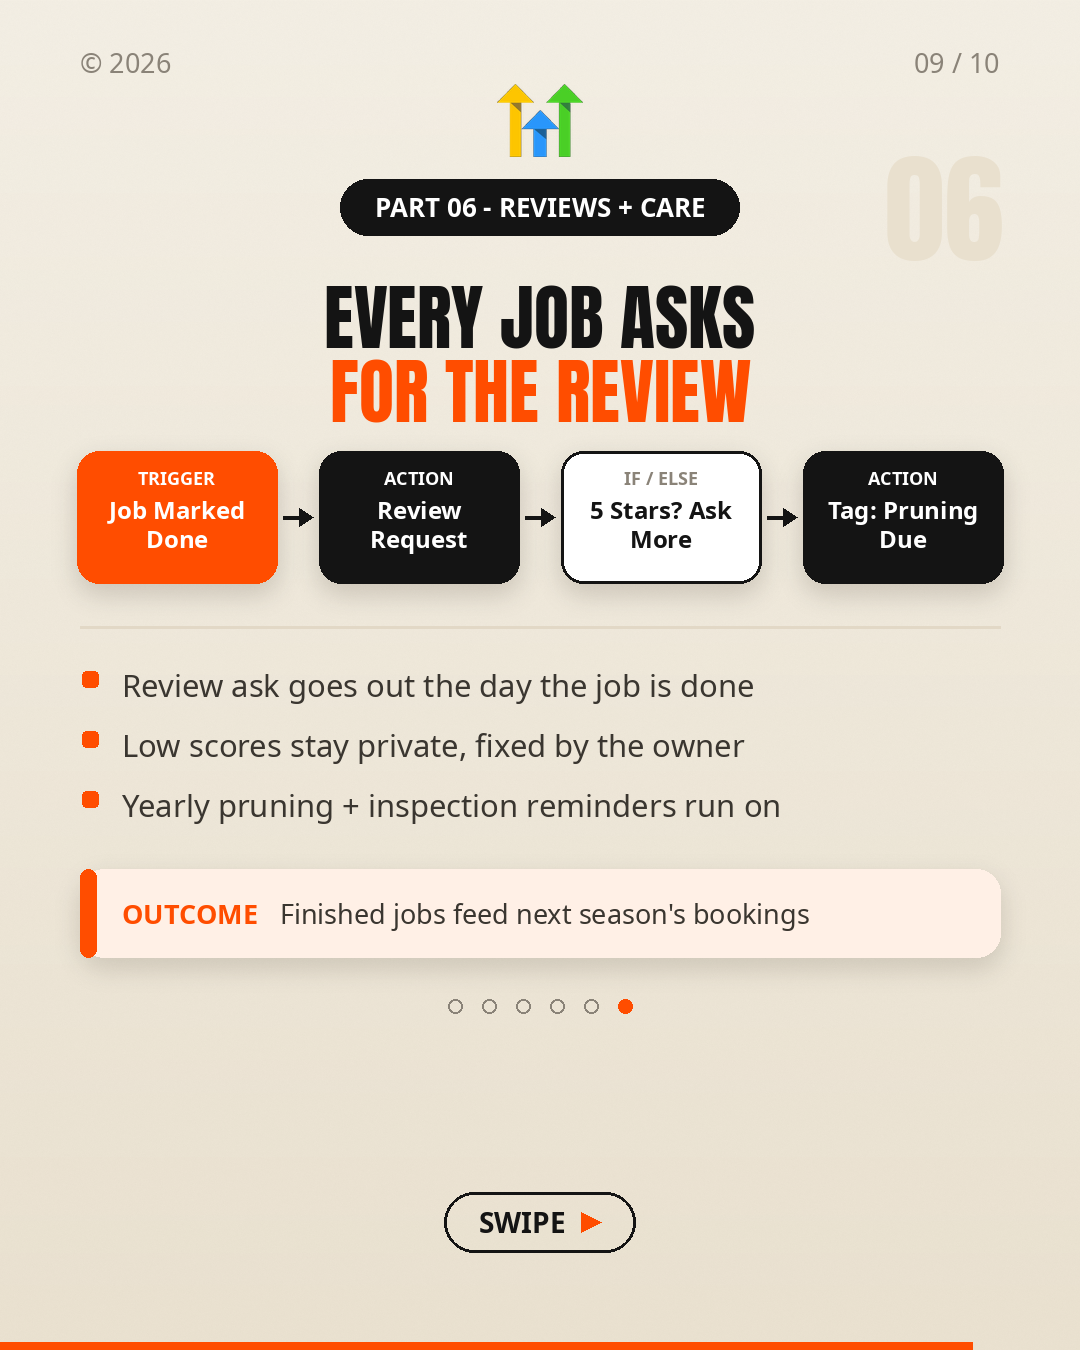 © 2026
09 / 10
PART 06 - REVIEWS + CARE
06
EVERY JOB ASKS
FOR THE REVIEW
TRIGGER
Job Marked
Done
ACTION
Review
Request
IF / ELSE
5 Stars? Ask
More
ACTION
Tag: Pruning
Due
Review ask goes out the day the job is done
Low scores stay private, fixed by the owner
Yearly pruning + inspection reminders run on
OUTCOME Finished jobs feed next season's bookings
SWIPE